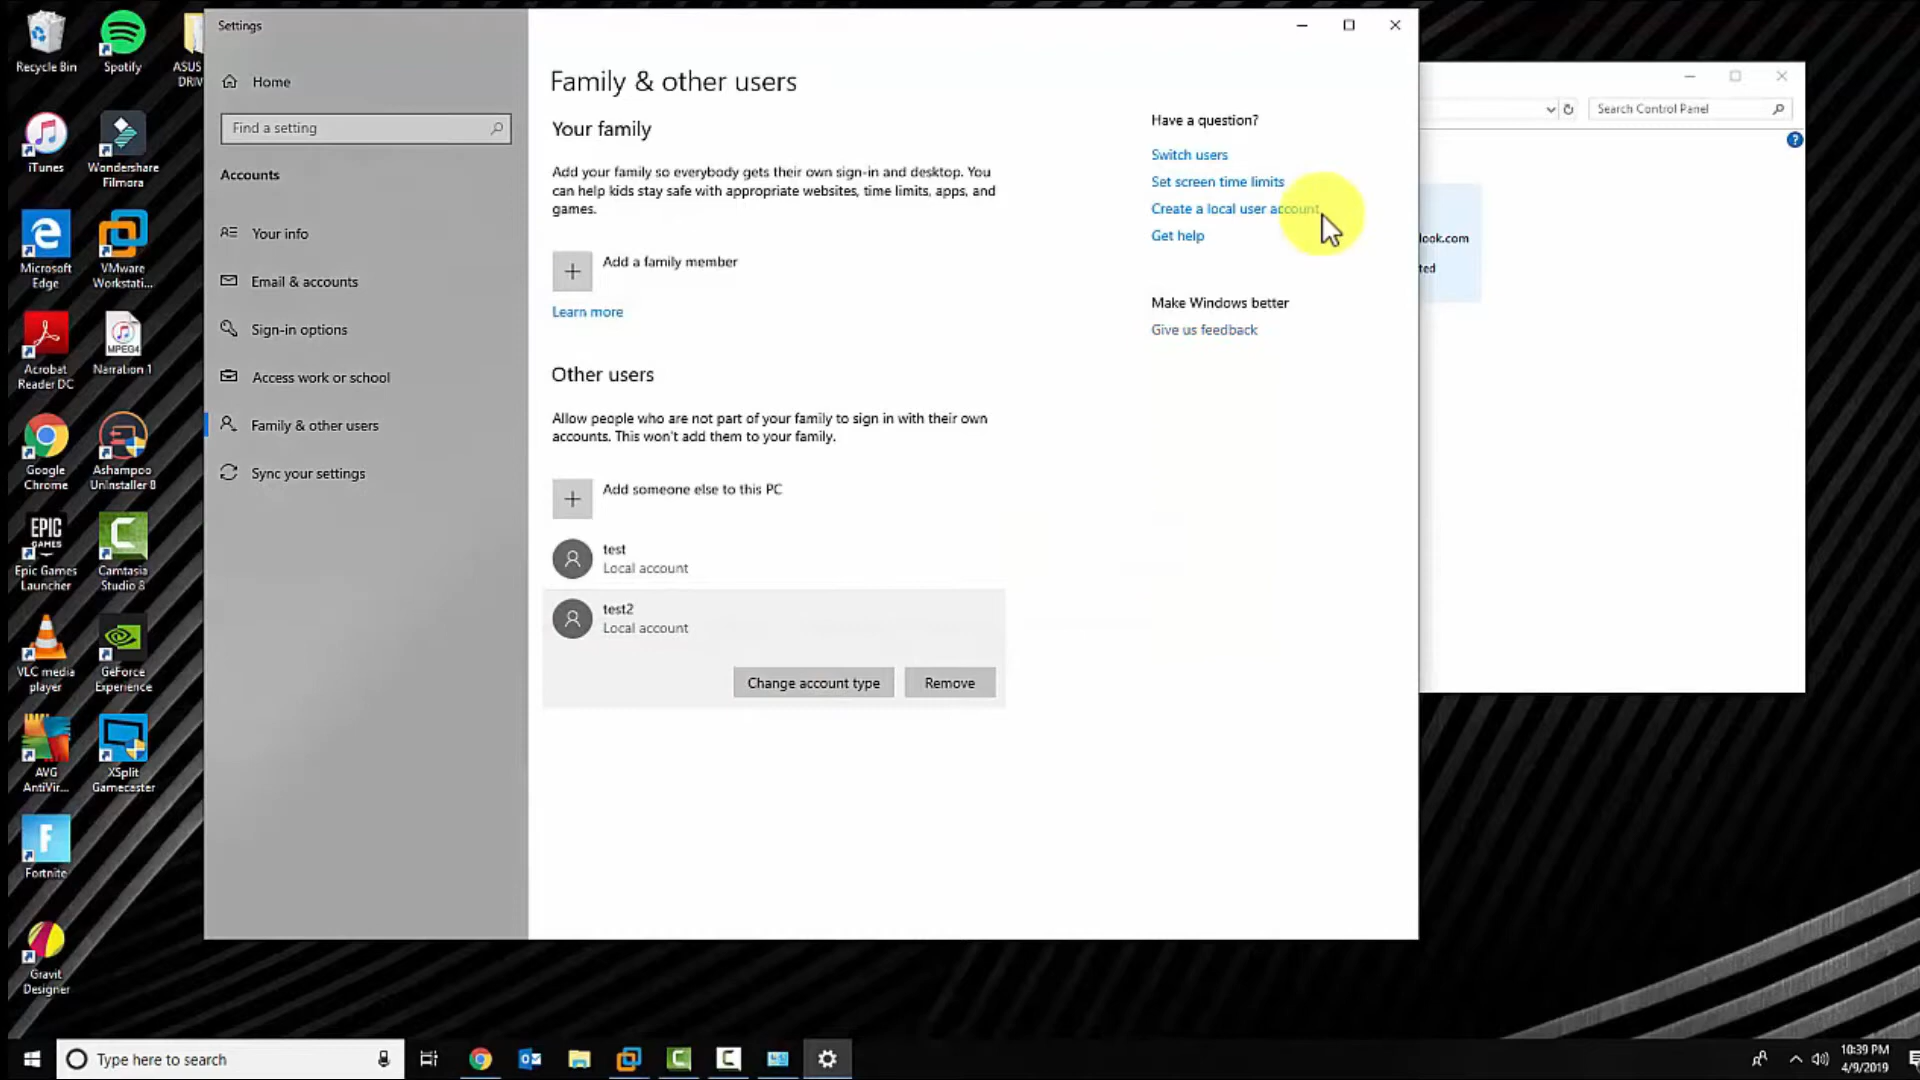 Recycle Bin
Spotify
ASUS
DRIV
iTunes
Wondershare
Filmora
Microsoft
Edge
VMware
Workstati...
Acrobat
Reader DC
MPEG4
Narration 1
Google
Chrome
Ashampoo
UnInstaller 8
EPIC
GAMES
Epic Games
Launcher
Camtasia
Studio 8
VLC media
player
GeForce
Experience
AVG
AntiVir...
XSplit
Gamecaster
Fortnite
Gravit
Designer
Settings
Home
Find a setting
Accounts
Your info
Email & accounts
Sign-in options
Access work or school
Family & other users
Sync your settings
Family & other users
Your family
Add your family so everybody gets their own sign-in and desktop. You
can help kids stay safe with appropriate websites, time limits, apps, and
games.
Add a family member
Learn more
Other users
Allow people who are not part of your family to sign in with their own
accounts. This won't add them to your family.
Add someone else to this PC
test
Local account
test2
Local account
Change account type
Remove
Have a question?
Switch users
Set screen time limits
Create a local user account
Get help
Make Windows better
Give us feedback
Search Control Panel
look.com
ted
Type here to search
10:39 PM
4/9/2019